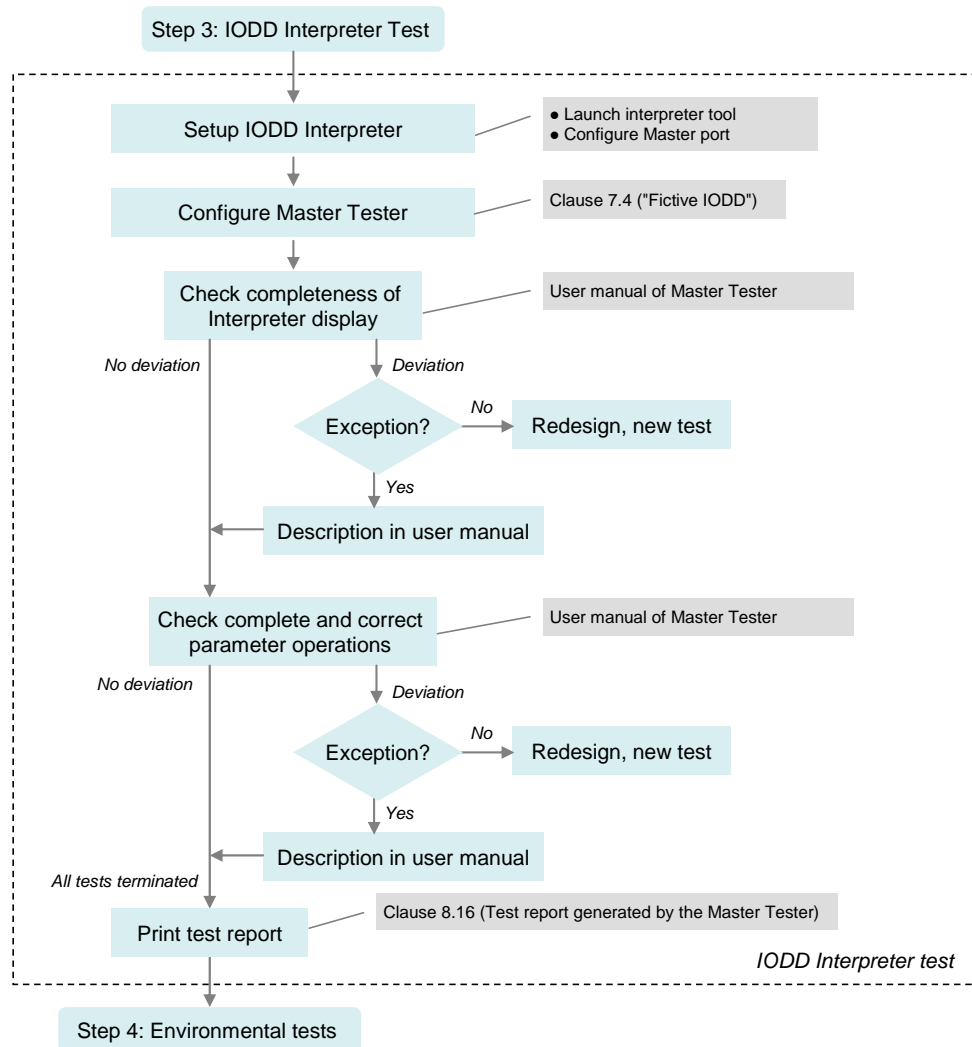 Step 3: IODD Interpreter Test
Setup IODD Interpreter
● Launch interpreter tool
● Configure Master port
Configure Master Tester
Clause 7.4 ("Fictive IODD")
Check completeness of
Interpreter display
User manual of Master Tester
No deviation
Deviation
Exception?
No
Redesign, new test
Yes
Description in user manual
Check complete and correct
parameter operations
User manual of Master Tester
No deviation
Deviation
Exception?
No
Redesign, new test
Yes
Description in user manual
All tests terminated
Print test report
Clause 8.16 (Test report generated by the Master Tester)
IODD Interpreter test
Step 4: Environmental tests